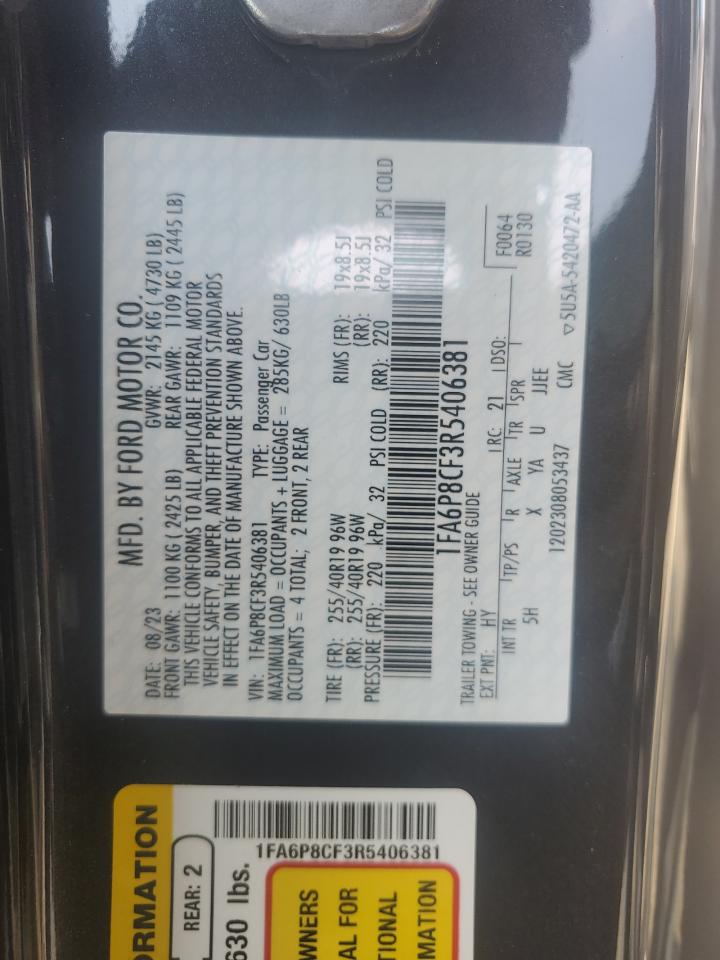 MFD. BY FORD MOTOR CO.
DATE: 08/23 GVWR: 2145 KG ( 4730 LB)
FRONT GAWR: 1100 KG ( 2425 LB) REAR GAWR: 1109 KG ( 2445 LB)
THIS VEHICLE CONFORMS TO ALL APPLICABLE FEDERAL MOTOR
VEHICLE SAFETY, BUMPER, AND THEFT PREVENTION STANDARDS
IN EFFECT ON THE DATE OF MANUFACTURE SHOWN ABOVE.
VIN: 1FA6P8CF3R5406381 TYPE: Passenger Car
MAXIMUM LOAD = OCCUPANTS + LUGGAGE = 285KG/ 630LB
OCCUPANTS = 4 TOTAL; 2 FRONT, 2 REAR
TIRE (FR): 255/40R19 96W RIMS (FR): 19x8.5J
(RR): 255/40R19 96W (RR): 19x8.5J
PRESSURE (FR): 220 kPa/ 32 PSI COLD (RR): 220 kPa/ 32 PSI COLD
1FA6P8CF3R5406381
TRAILER TOWING - SEE OWNER GUIDE
EXT PNT: HY RC: 21 DSO: F0064
R0130
INT TR TP/PS R AXLE TR SPR
5H X YA U JJEE
1202308053437 CMC ▽5U5A-5420472-AA
ORMATION
REAR: 2
630 lbs.
1FA6P8CF3R5406381
WNERS
AL FOR
TIONAL
MATION